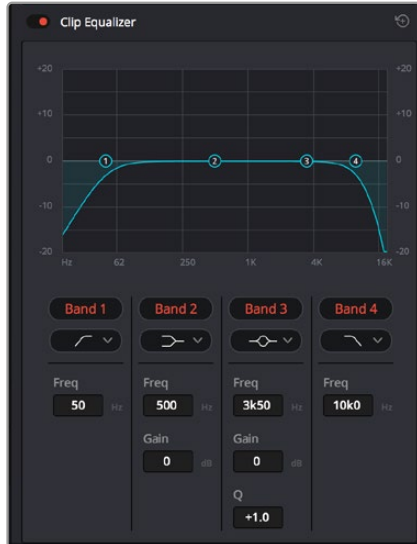 Clip Equalizer
+20 +20
+10 +10
0 1 2 3 4 0
-10 -10
-20 -20
Hz 62 250 1K 4K 16K
Band 1 Band 2 Band 3 Band 4
Freq Freq Freq Freq
50 Hz 500 Hz 3k50 Hz 10k0 Hz
Gain Gain
0 dB 0 dB
Q
+1.0